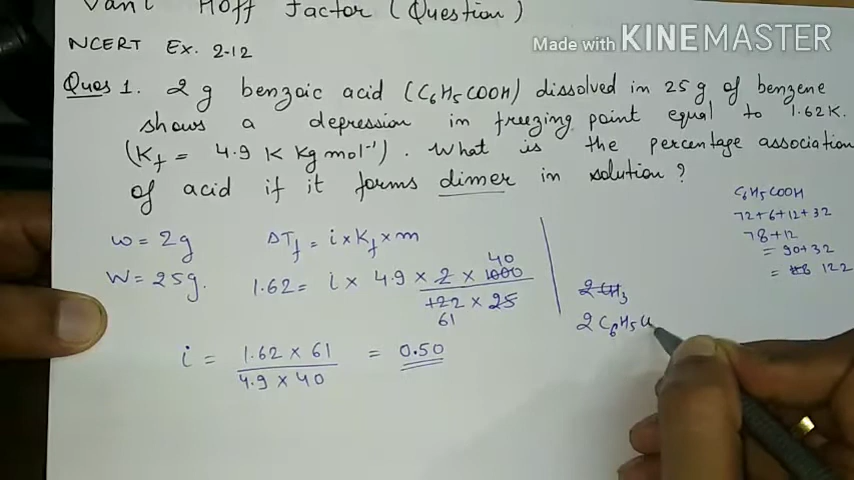 Van't Hoff Factor (Question)
Made with KINEMASTER
NCERT Ex. 2.12
Ques 1. 2 g benzoic acid (C₆H₅COOH) dissolved in 25 g of benzene
shows a depression in freezing point equal to 1.62 K.
(Kf = 4.9 K Kg mol⁻¹). What is the percentage association
of acid if it forms dimer in solution?
C₆H₅COOH
72+6+12+32
78+12
= 90+32
= 122
w = 2g
W = 25g.
ΔTf = i × Kf × m
1.62 = i × 4.9 × 2 × 1000 40
122 × 25
61
i = 1.62 × 61 = 0.50
4.9 × 40
2 CH₃
2 C₆H₅C